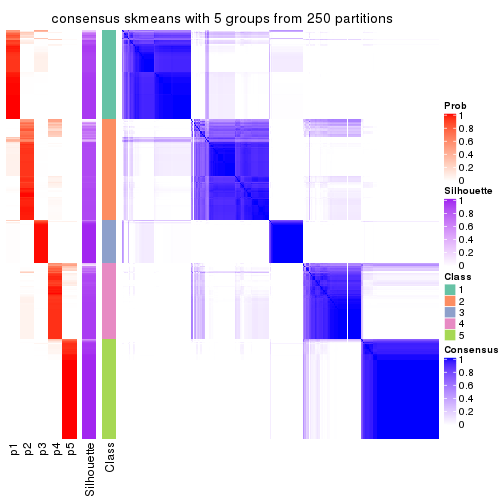 consensus skmeans with 5 groups from 250 partitions
Prob
1
0.8
0.6
0.4
0.2
0
Silhouette
1
0.8
0.6
0.4
0.2
0
Class
1
2
3
4
5
Consensus
1
0.8
0.6
0.4
0.2
0
p1
p2
p3
p4
p5
Silhouette
Class